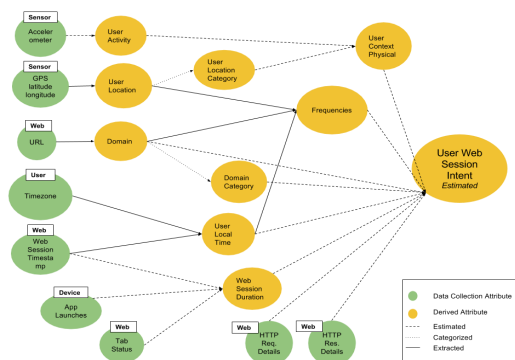 Sensor
Acceler
ometer
User
Activity
User
Context
Physical
Sensor
GPS
latitude
longitude
User
Location
User
Location
Category
Frequencies
Web
URL
Domain
User Web
Session
Intent
Estimated
Domain
Category
User
Timezone
User
Local
Time
Web
Web
Session
Timesta
mp
Web
Session
Duration
Device
App
Launches
Web
Tab
Status
Web
HTTP
Req.
Details
Web
HTTP
Res.
Details
Data Collection Attribute
Derived Attribute
Estimated
Categorized
Extracted